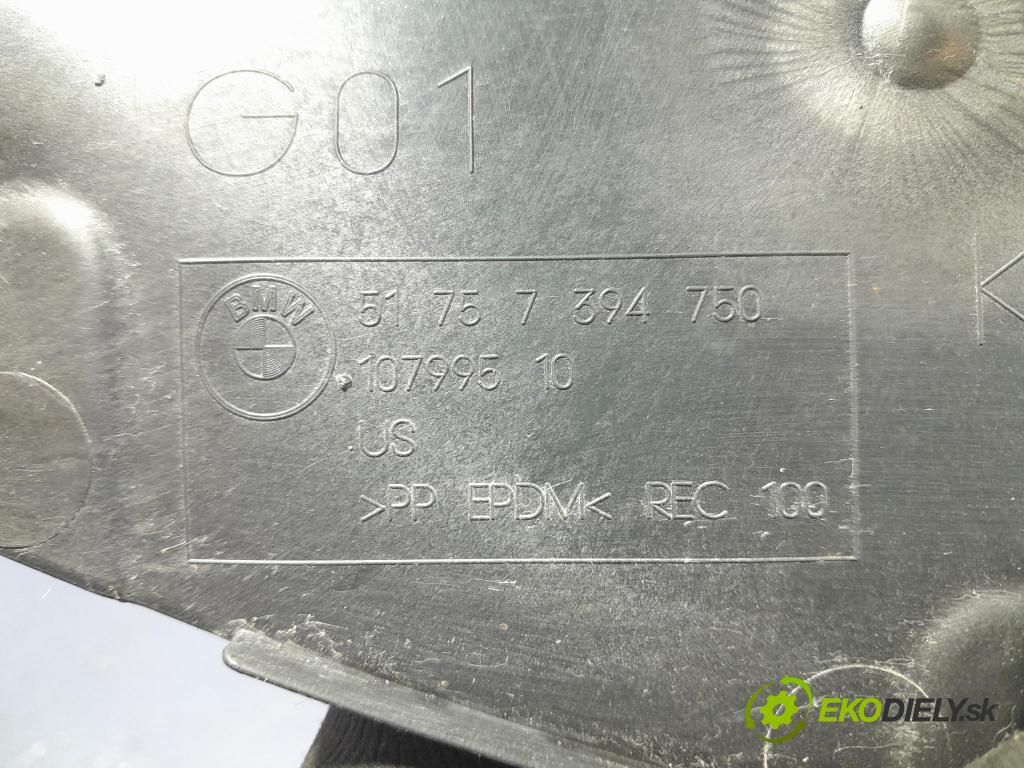 G01
BMW
51 75 7 394 750
107995 10
US
>PP EPDM< REC 100
EKODIELY.sk